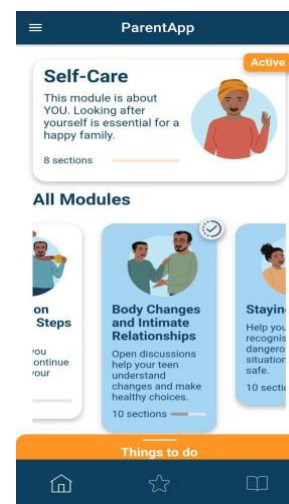 ParentApp
Active
Self-Care
This module is about
YOU. Looking after
yourself is essential for a
happy family.
8 sections
All Modules
on
Steps
you
ontinue
your
Body Changes
and Intimate
Relationships
Open discussions
help your teen
understand
changes and make
healthy choices.
10 sections
Stayin
Help you
recognis
dangero
situation
safe.
10 secti
Things to do